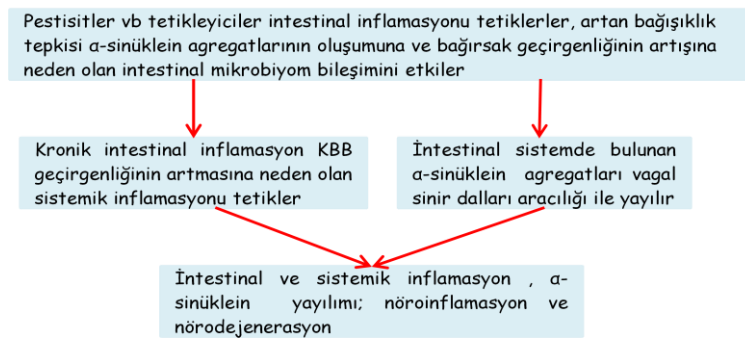 Pestisitler vb tetikleyiciler intestinal inflamasyonu tetiklerler, artan bağışıklık
tepkisi α-sinüklein agregatlarının oluşumuna ve bağırsak geçirgenliğinin artışına
neden olan intestinal mikrobiyom bileşimini etkiler
Kronik intestinal inflamasyon KBB
geçirgenliğinin artmasına neden olan
sistemik inflamasyonu tetikler
İntestinal sistemde bulunan
α-sinüklein agregatları vagal
sinir dalları aracılığı ile yayılır
İntestinal ve sistemik inflamasyon , α-
sinüklein yayılımı; nöroinflamasyon ve
nörodejenerasyon